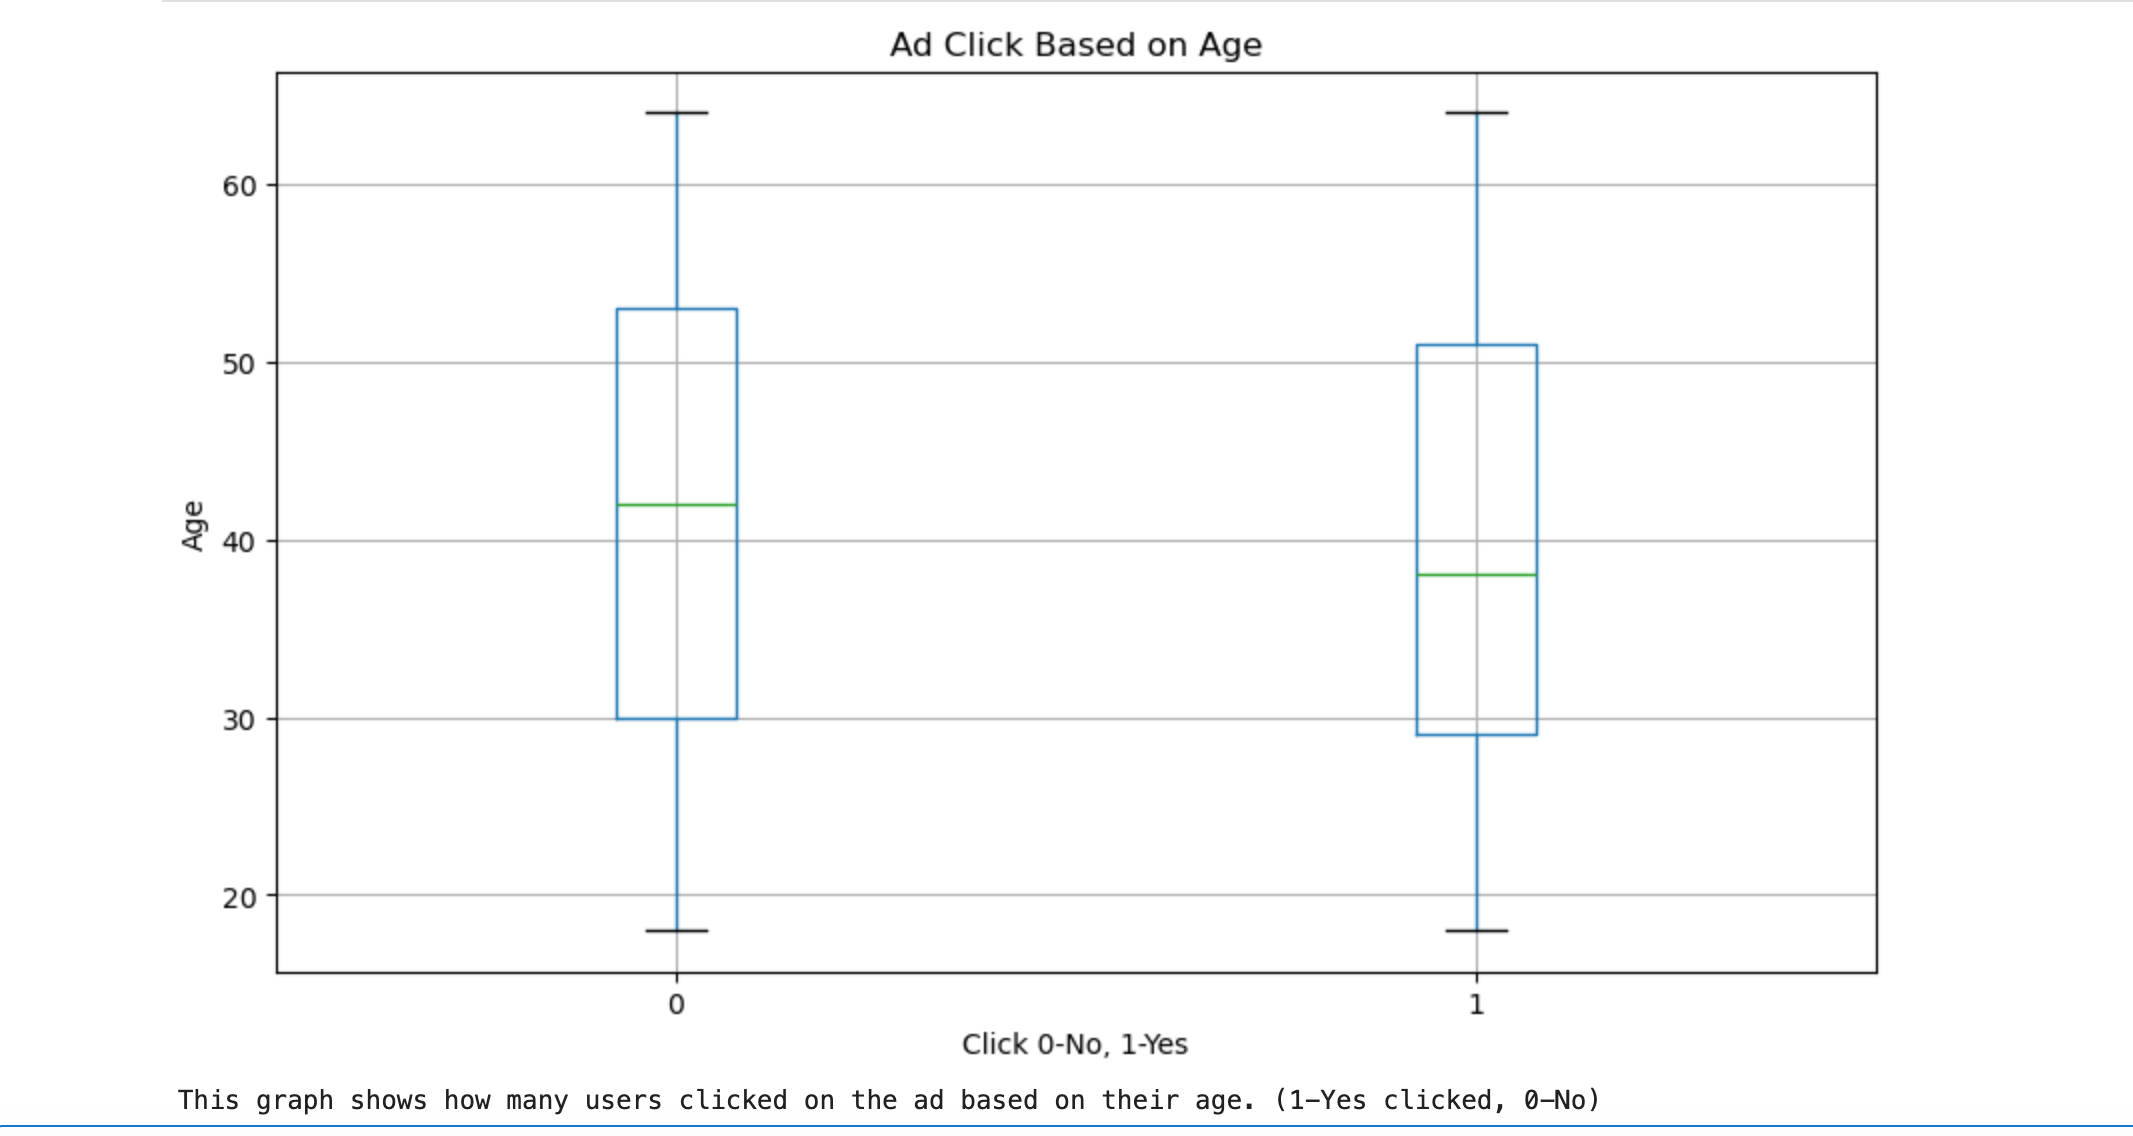 Ad Click Based on Age
60
50
40
30
20
Age
0
1
Click 0-No, 1-Yes
This graph shows how many users clicked on the ad based on their age. (1–Yes clicked, 0–No)